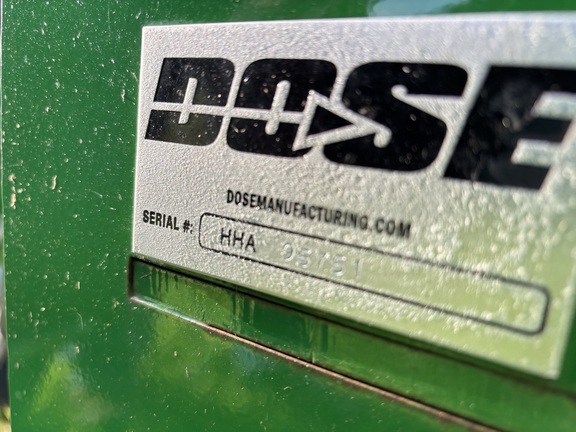 DOSE
DOSEMANUFACTURING.COM
SERIAL #: HHA